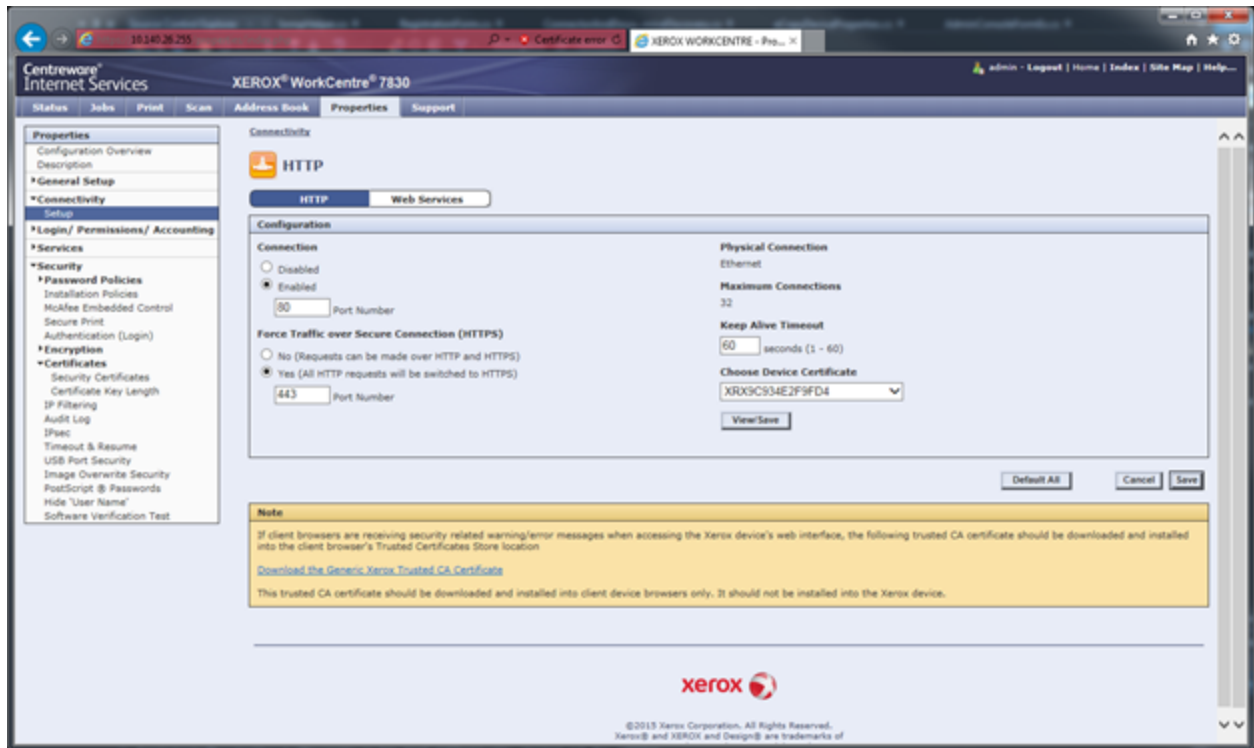 10.140.26.255
Certificate error
XEROX WORKCENTRE - Pro...
Centreware®
Internet Services
XEROX® WorkCentre® 7830
admin - Logout | Home | Index | Site Map | Help...
Status Jobs Print Scan Address Book Properties Support
Properties
Configuration Overview
Description
General Setup
Connectivity
Setup
Login/ Permissions/ Accounting
Services
Security
Password Policies
Installation Policies
McAfee Embedded Control
Secure Print
Authentication (Login)
Encryption
Certificates
Security Certificates
Certificate Key Length
IP Filtering
Audit Log
IPsec
Timeout & Resume
USB Port Security
Image Overwrite Security
PostScript ® Passwords
Hide 'User Name'
Software Verification Test
Connectivity
HTTP
HTTP Web Services
Configuration
Connection
Disabled
Enabled
80 Port Number
Force Traffic over Secure Connection (HTTPS)
No (Requests can be made over HTTP and HTTPS)
Yes (All HTTP requests will be switched to HTTPS)
443 Port Number
Physical Connection
Ethernet
Maximum Connections
32
Keep Alive Timeout
60 seconds (1 - 60)
Choose Device Certificate
XRX9C934E2F9FD4
View/Save
Default All Cancel Save
Note
If client browsers are receiving security related warning/error messages when accessing the Xerox device's web interface, the following trusted CA certificate should be downloaded and installed
into the client browser's Trusted Certificates Store location
Download the Generic Xerox Trusted CA Certificate
This trusted CA certificate should be downloaded and installed into client device browsers only. It should not be installed into the Xerox device.
xerox
©2015 Xerox Corporation. All Rights Reserved.
Xerox® and XEROX and Design® are trademarks of